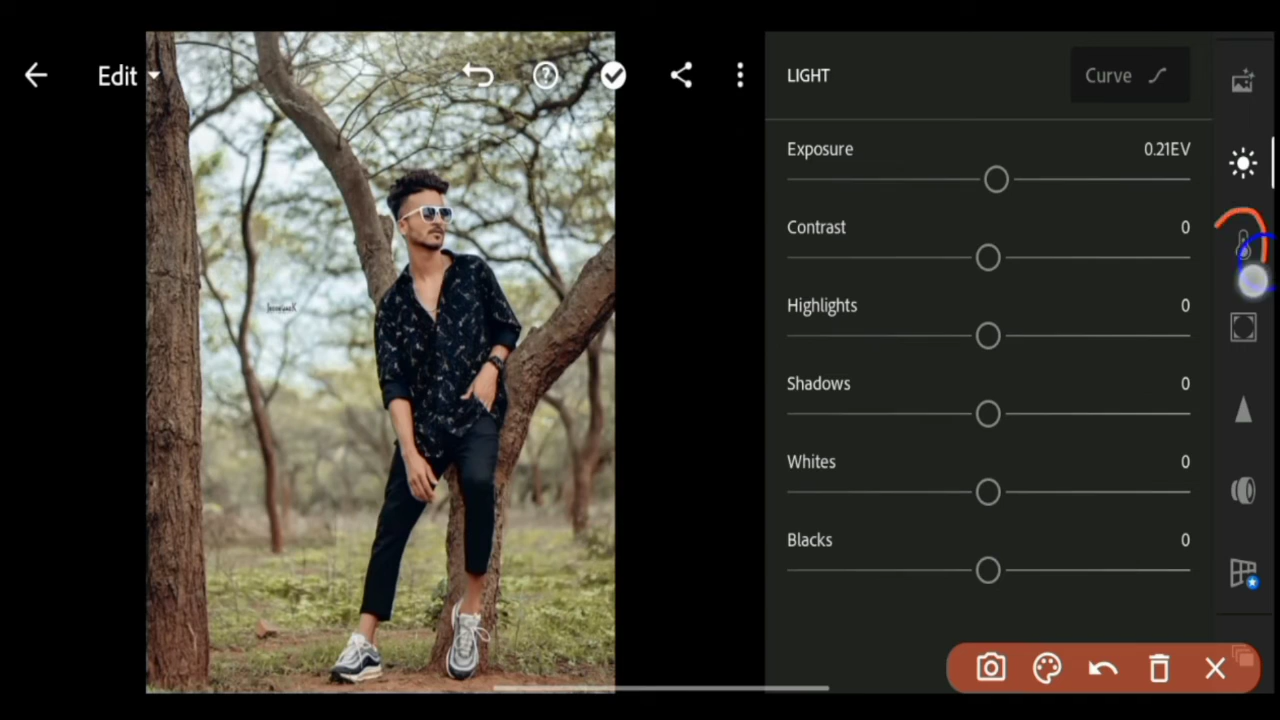 Edit
LIGHT
Curve
Exposure 0.21EV
Contrast 0
Highlights 0
Shadows 0
Whites 0
Blacks 0